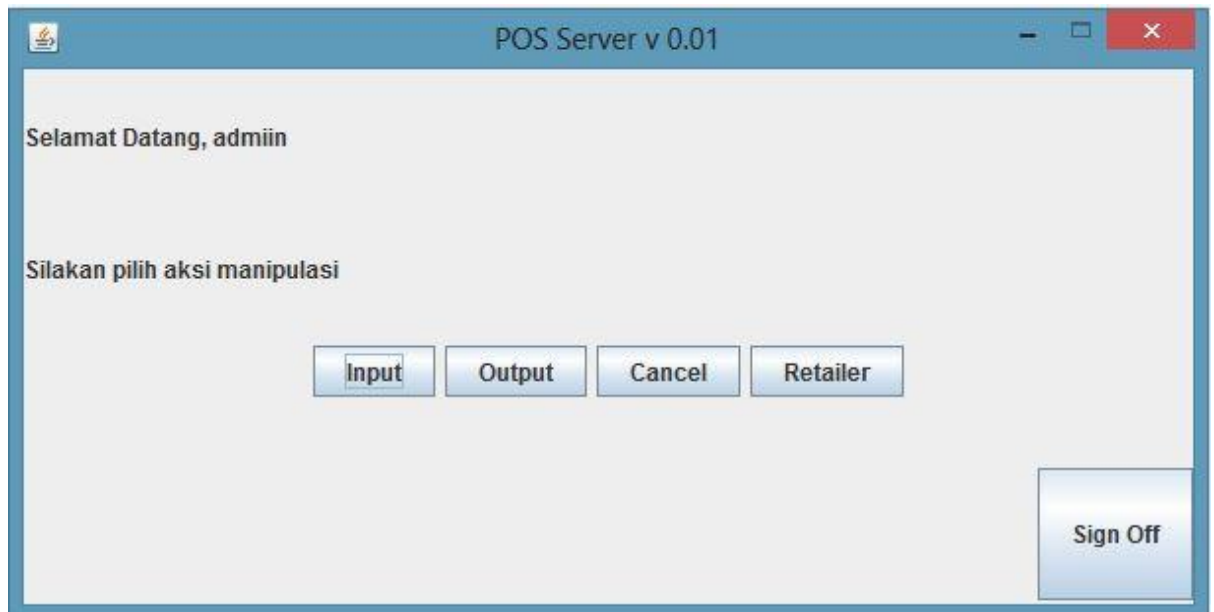 POS Server v 0.01
Selamat Datang, admiin
Silakan pilih aksi manipulasi
Input Output Cancel Retailer
Sign Off